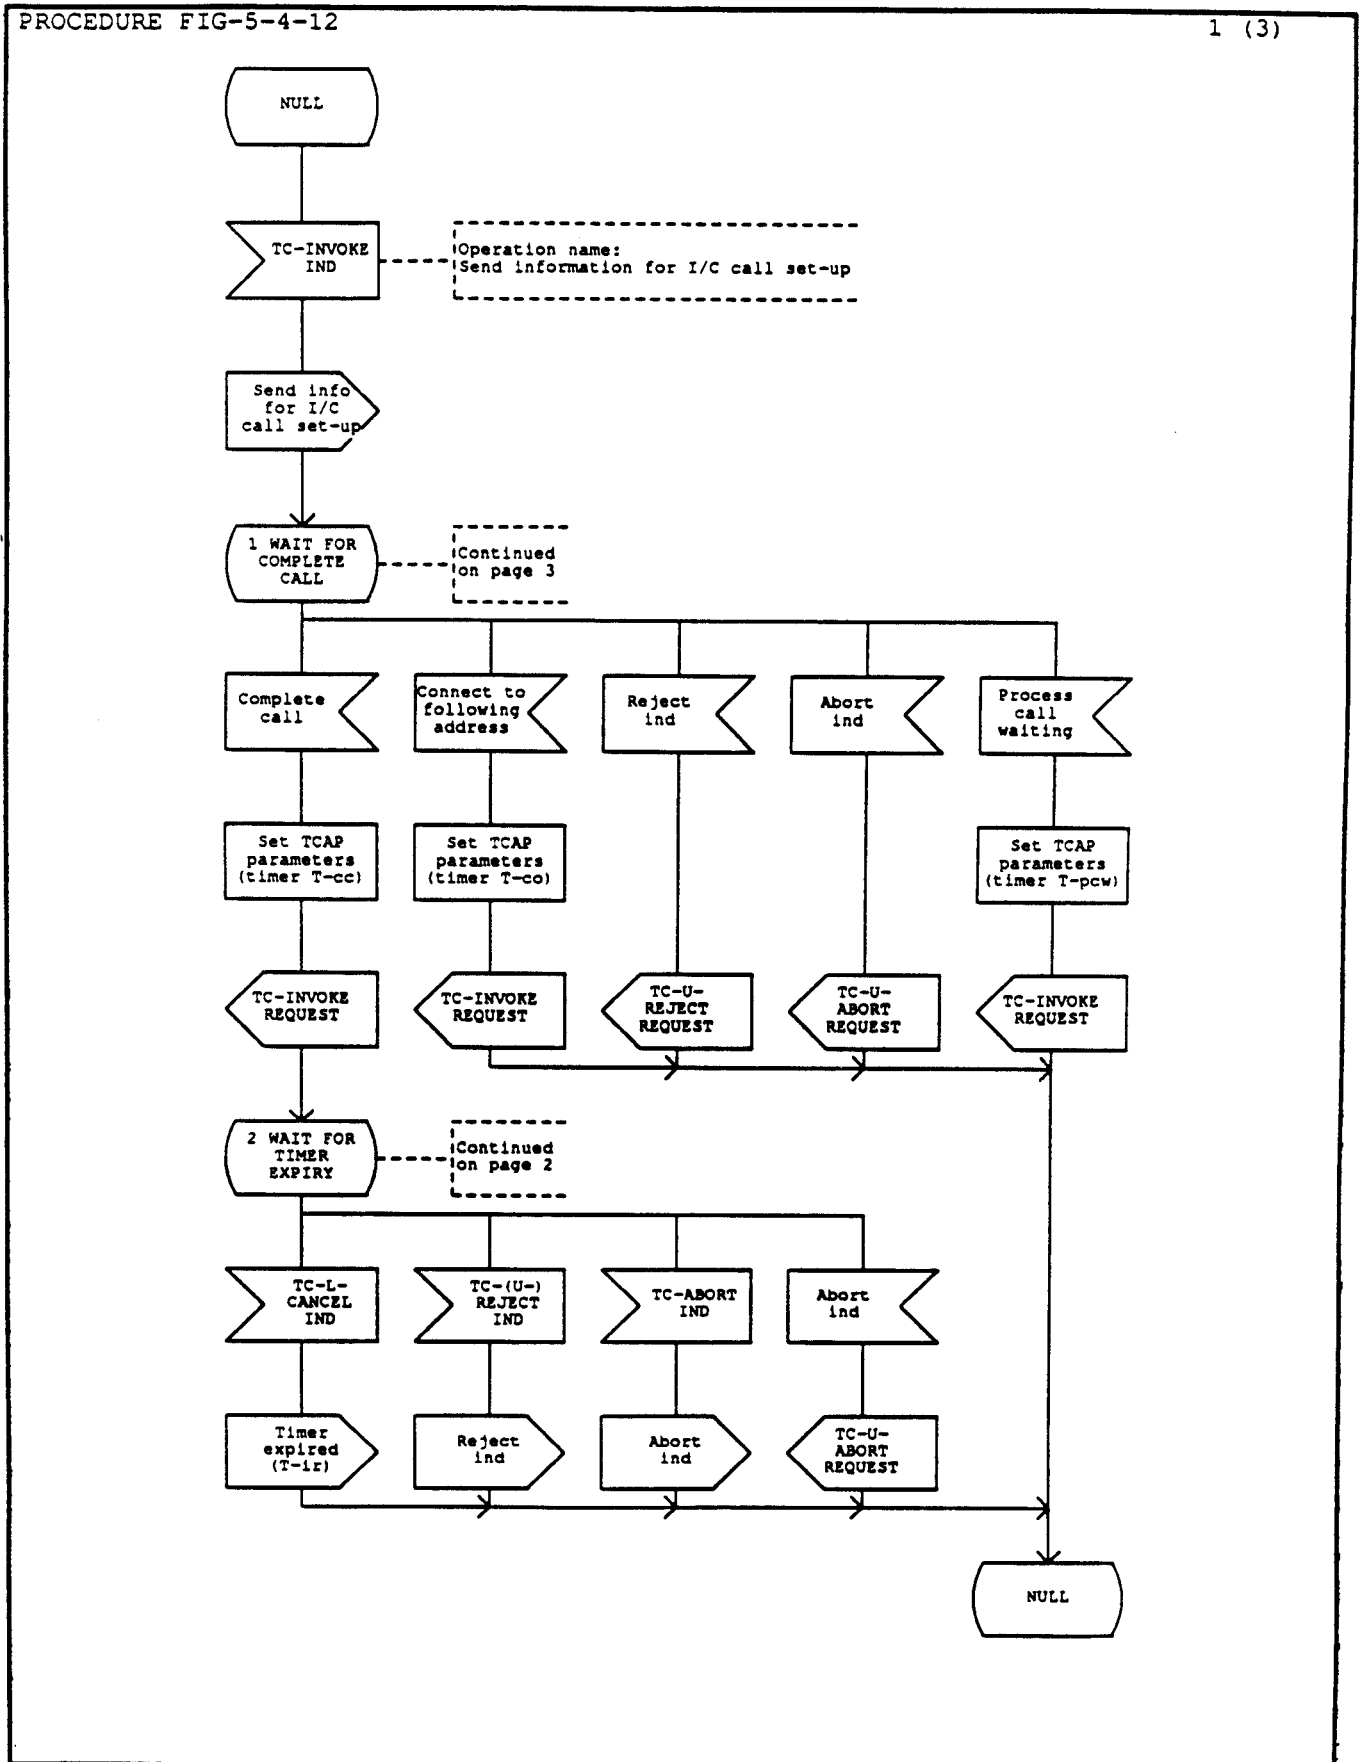 PROCEDURE FIG-5-4-12
1 (3)
NULL
TC-INVOKE
IND
Operation name:
Send information for I/C call set-up
Send info
for I/C
call set-up
1 WAIT FOR
COMPLETE
CALL
Continued
on page 3
Complete
call
Connect to
following
address
Reject
ind
Abort
ind
Process
call
waiting
Set TCAP
parameters
(timer T-cc)
Set TCAP
parameters
(timer T-co)
Set TCAP
parameters
(timer T-pcw)
TC-INVOKE
REQUEST
TC-INVOKE
REQUEST
TC-U-
REJECT
REQUEST
TC-U-
ABORT
REQUEST
TC-INVOKE
REQUEST
2 WAIT FOR
TIMER
EXPIRY
Continued
on page 2
TC-L-
CANCEL
IND
TC-(U-)
REJECT
IND
TC-ABORT
IND
Abort
ind
Timer
expired
(T-ir)
Reject
ind
Abort
ind
TC-U-
ABORT
REQUEST
NULL